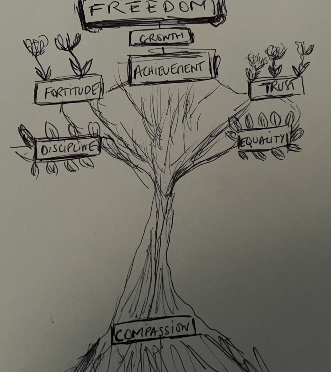 FREEDOM
GROWTH
ACHIEVEMENT
FORTITUDE
TRUST
DISCIPLINE
EQUALITY
COMPASSION